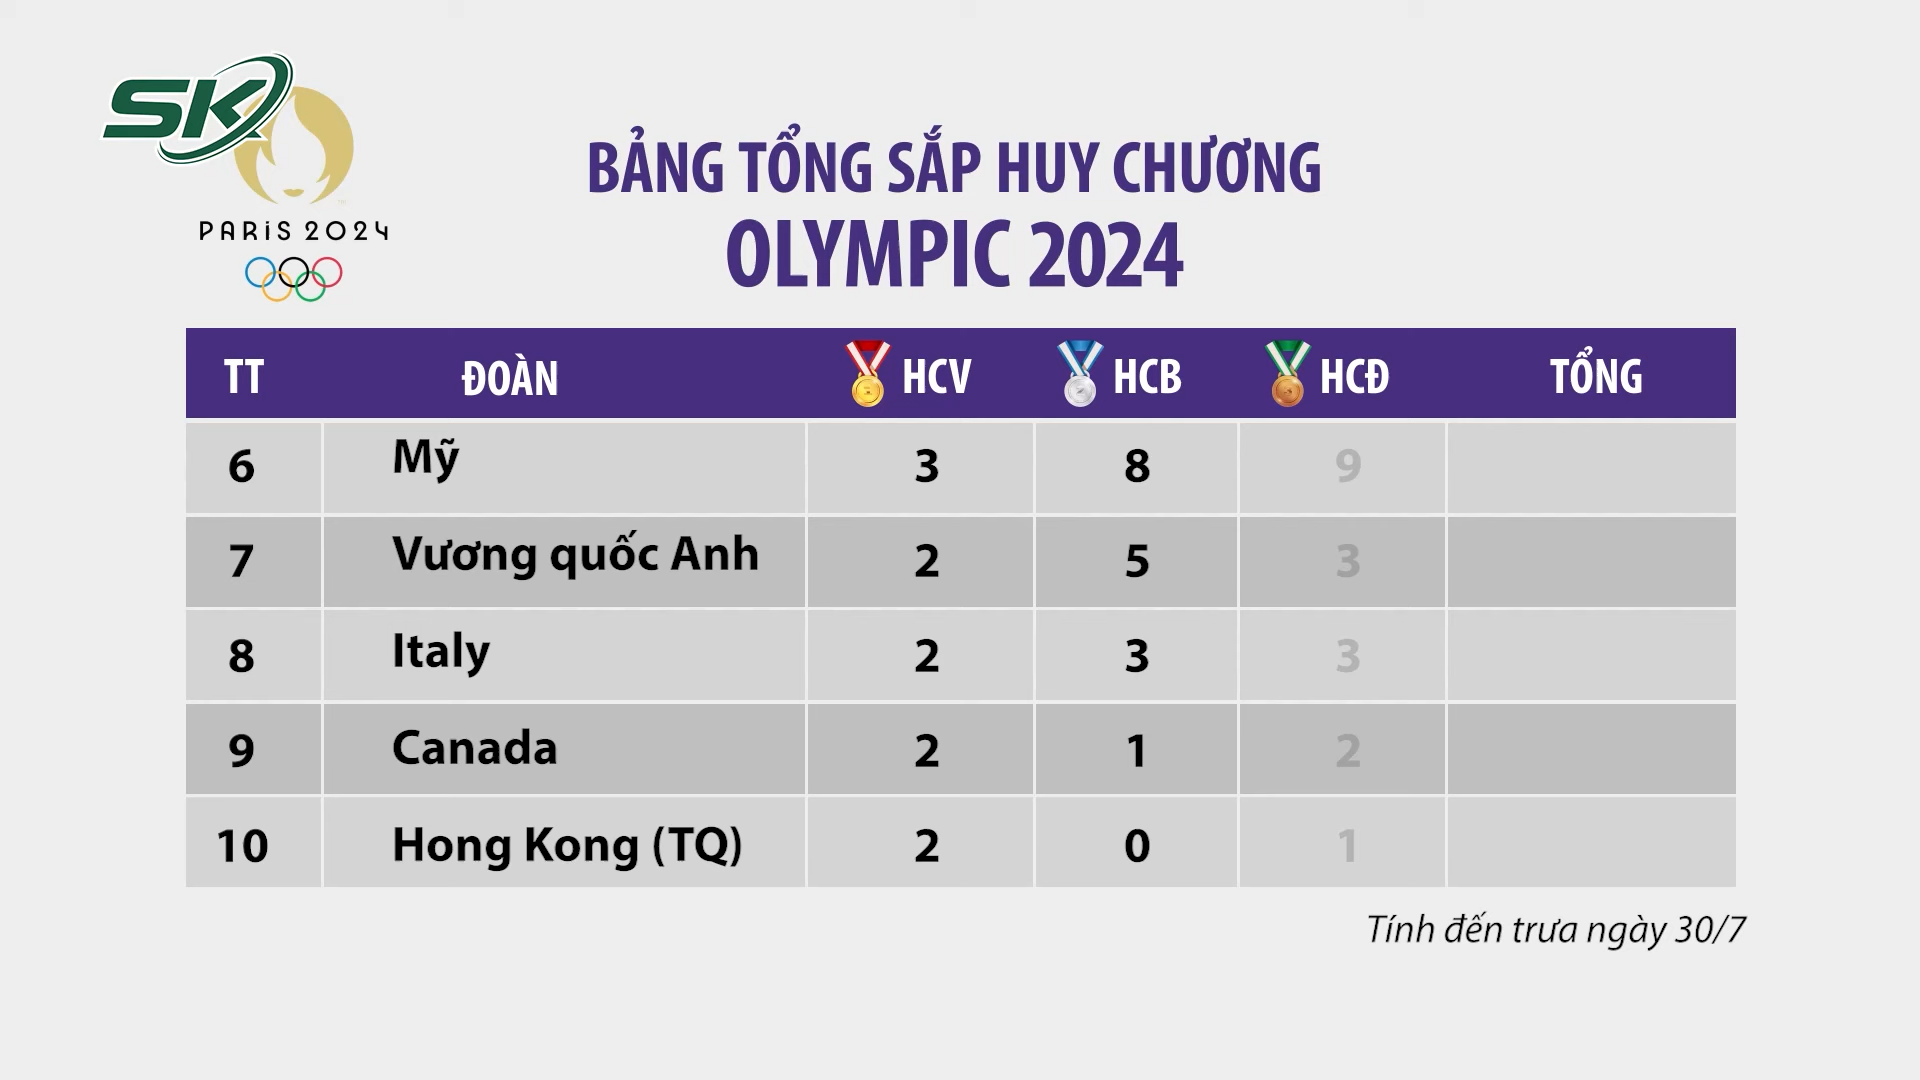 SK
PARIS 2024
BẢNG TỔNG SẮP HUY CHƯƠNG
OLYMPIC 2024
TT ĐOÀN HCV HCB HCĐ TỔNG
6 Mỹ 3 8 9
7 Vương quốc Anh 2 5 3
8 Italy 2 3 3
9 Canada 2 1 2
10 Hong Kong (TQ) 2 0 1
Tính đến trưa ngày 30/7